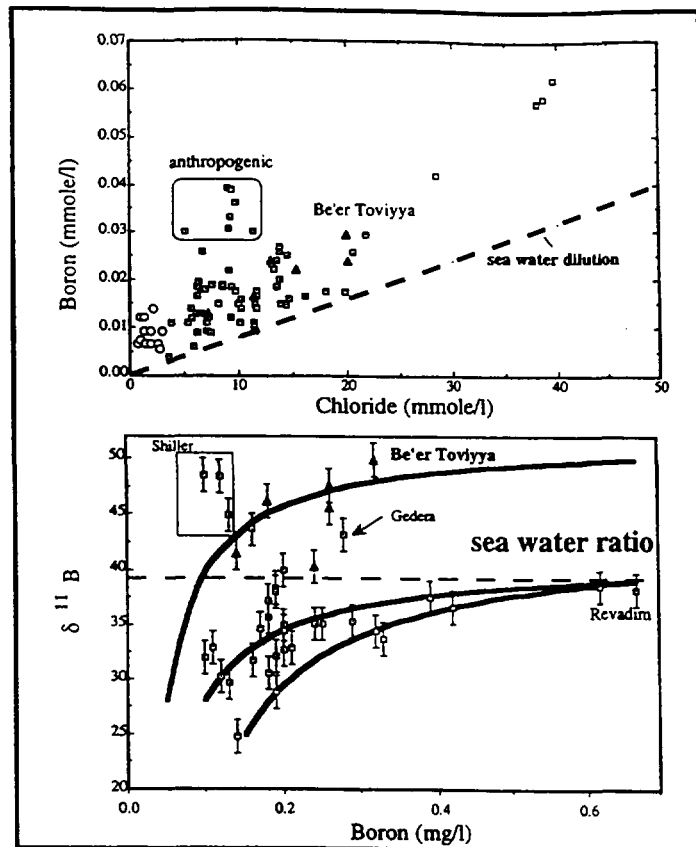 0.07
0.06
0.05
0.04
0.03
0.02
0.01
0.00
Boron (mmole/l)
anthropogenic
Be'er Toviyya
sea water dilution
0
10
20
30
40
50
Chloride (mmole/l)
50
45
40
35
30
25
20
δ 11 B
Shiller
Be'er Toviyya
Gedera
sea water ratio
Revadim
0.0
0.2
0.4
0.6
Boron (mg/l)